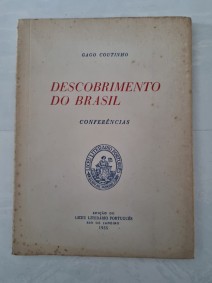 GAGO COUTINHO
DESCOBRIMENTO
DO BRASIL
CONFERÊNCIAS
EDIÇÃO DO
LICEU LITERÁRIO PORTUGUÊS
RIO DE JANEIRO